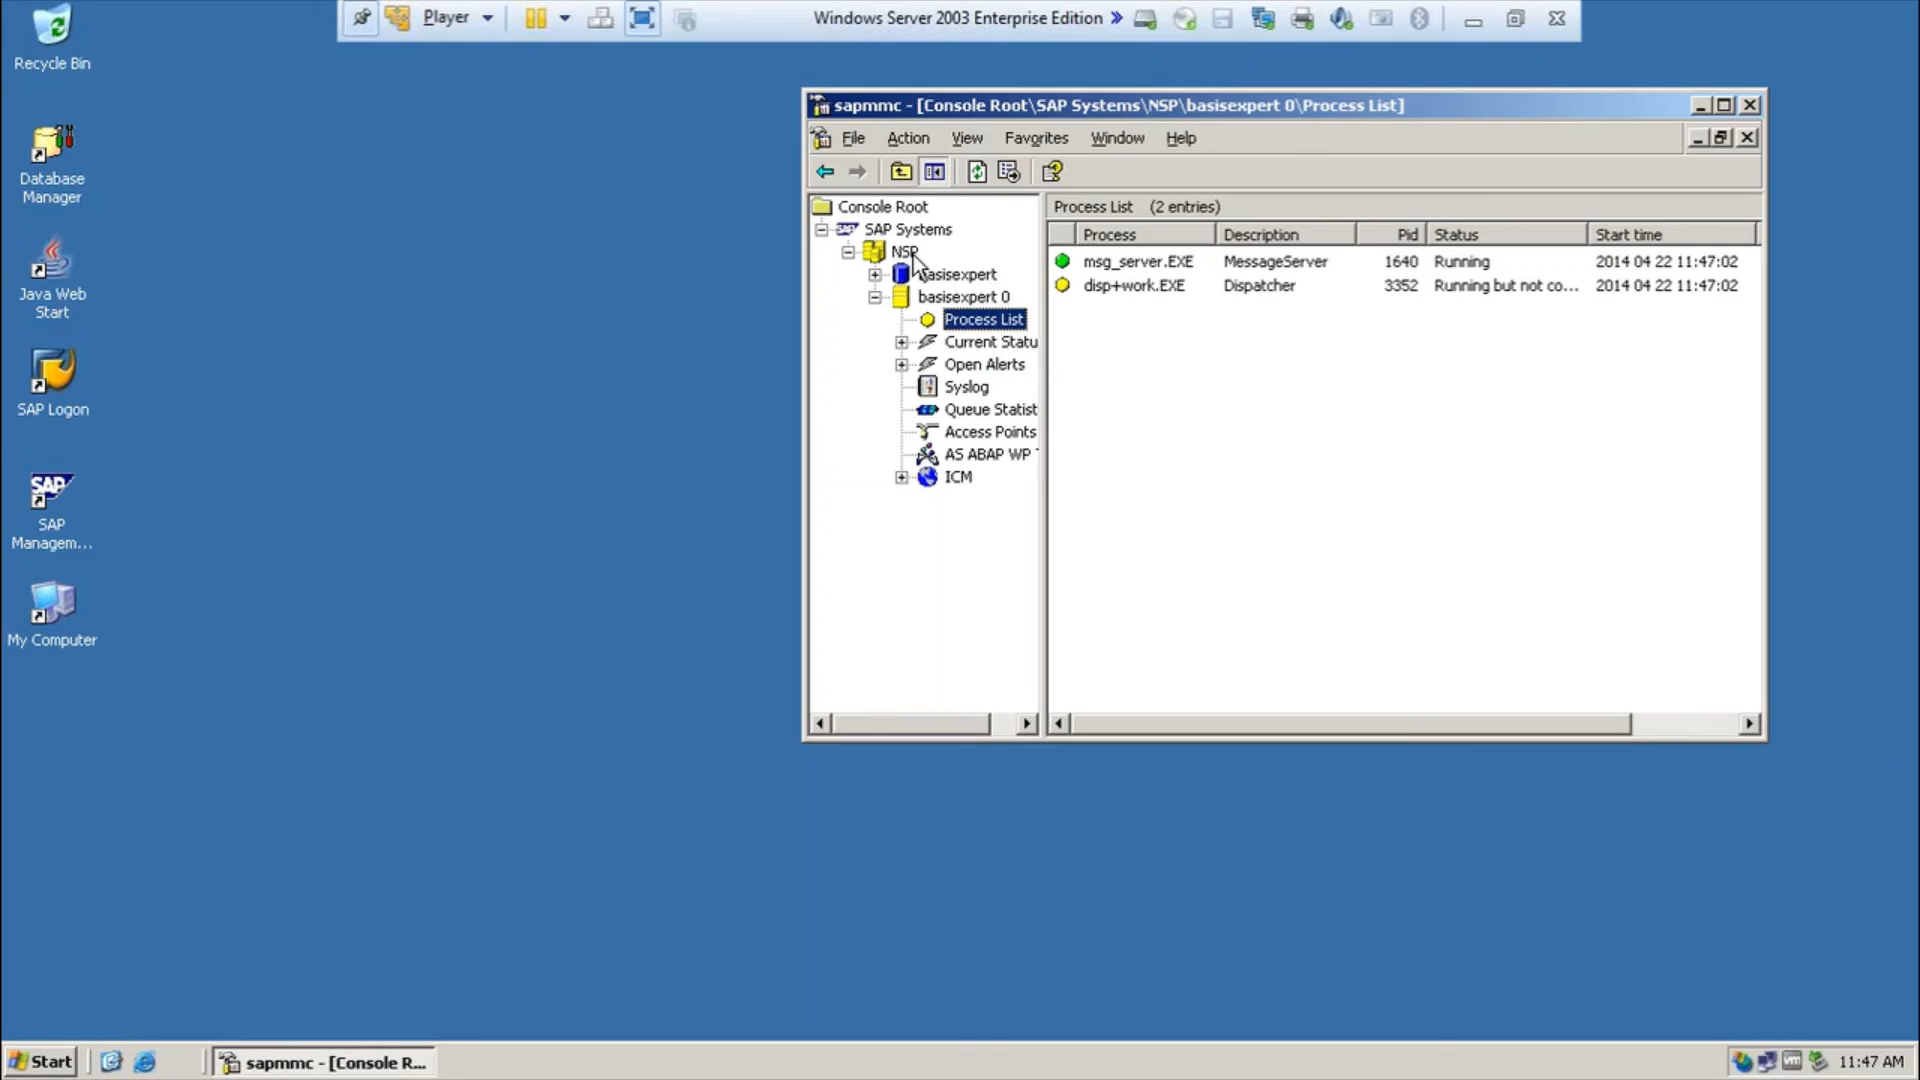 Player
Windows Server 2003 Enterprise Edition
Recycle Bin
Database
Manager
Java Web
Start
SAP Logon
SAP
SAP
Managem...
My Computer
sapmmc - [Console Root\SAP Systems\NSP\basisexpert 0\Process List]
File Action View Favorites Window Help
Console Root
SAP Systems
NSP
basisexpert
basisexpert 0
Process List
Current Statu
Open Alerts
Syslog
Queue Statist
Access Points
AS ABAP WP
ICM
Process List (2 entries)
Process Description Pid Status Start time
msg_server.EXE MessageServer 1640 Running 2014 04 22 11:47:02
disp+work.EXE Dispatcher 3352 Running but not co... 2014 04 22 11:47:02
Start
sapmmc - [Console R...
11:47 AM